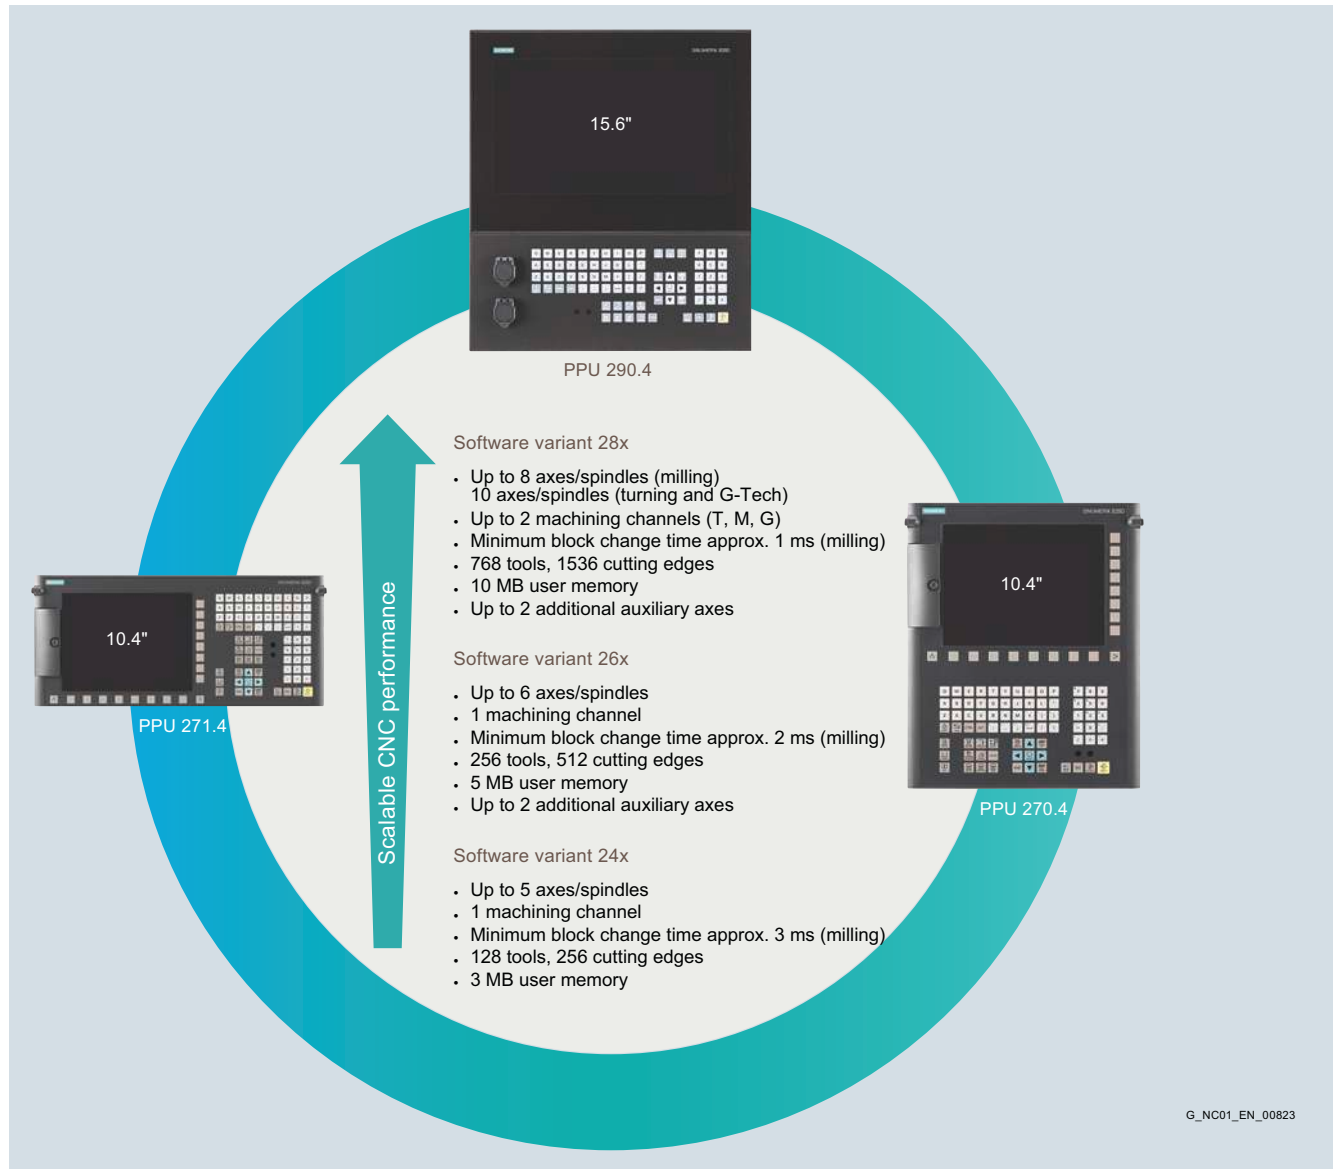 SIEMENS
SINUMERIK 828D
15.6"
PPU 290.4
Software variant 28x
• Up to 8 axes/spindles (milling)
10 axes/spindles (turning and G-Tech)
• Up to 2 machining channels (T, M, G)
• Minimum block change time approx. 1 ms (milling)
• 768 tools, 1536 cutting edges
• 10 MB user memory
• Up to 2 additional auxiliary axes
Software variant 26x
• Up to 6 axes/spindles
• 1 machining channel
• Minimum block change time approx. 2 ms (milling)
• 256 tools, 512 cutting edges
• 5 MB user memory
• Up to 2 additional auxiliary axes
Software variant 24x
• Up to 5 axes/spindles
• 1 machining channel
• Minimum block change time approx. 3 ms (milling)
• 128 tools, 256 cutting edges
• 3 MB user memory
Scalable CNC performance
10.4"
PPU 271.4
SINUMERIK 828D
10.4"
PPU 270.4
G_NC01_EN_00823